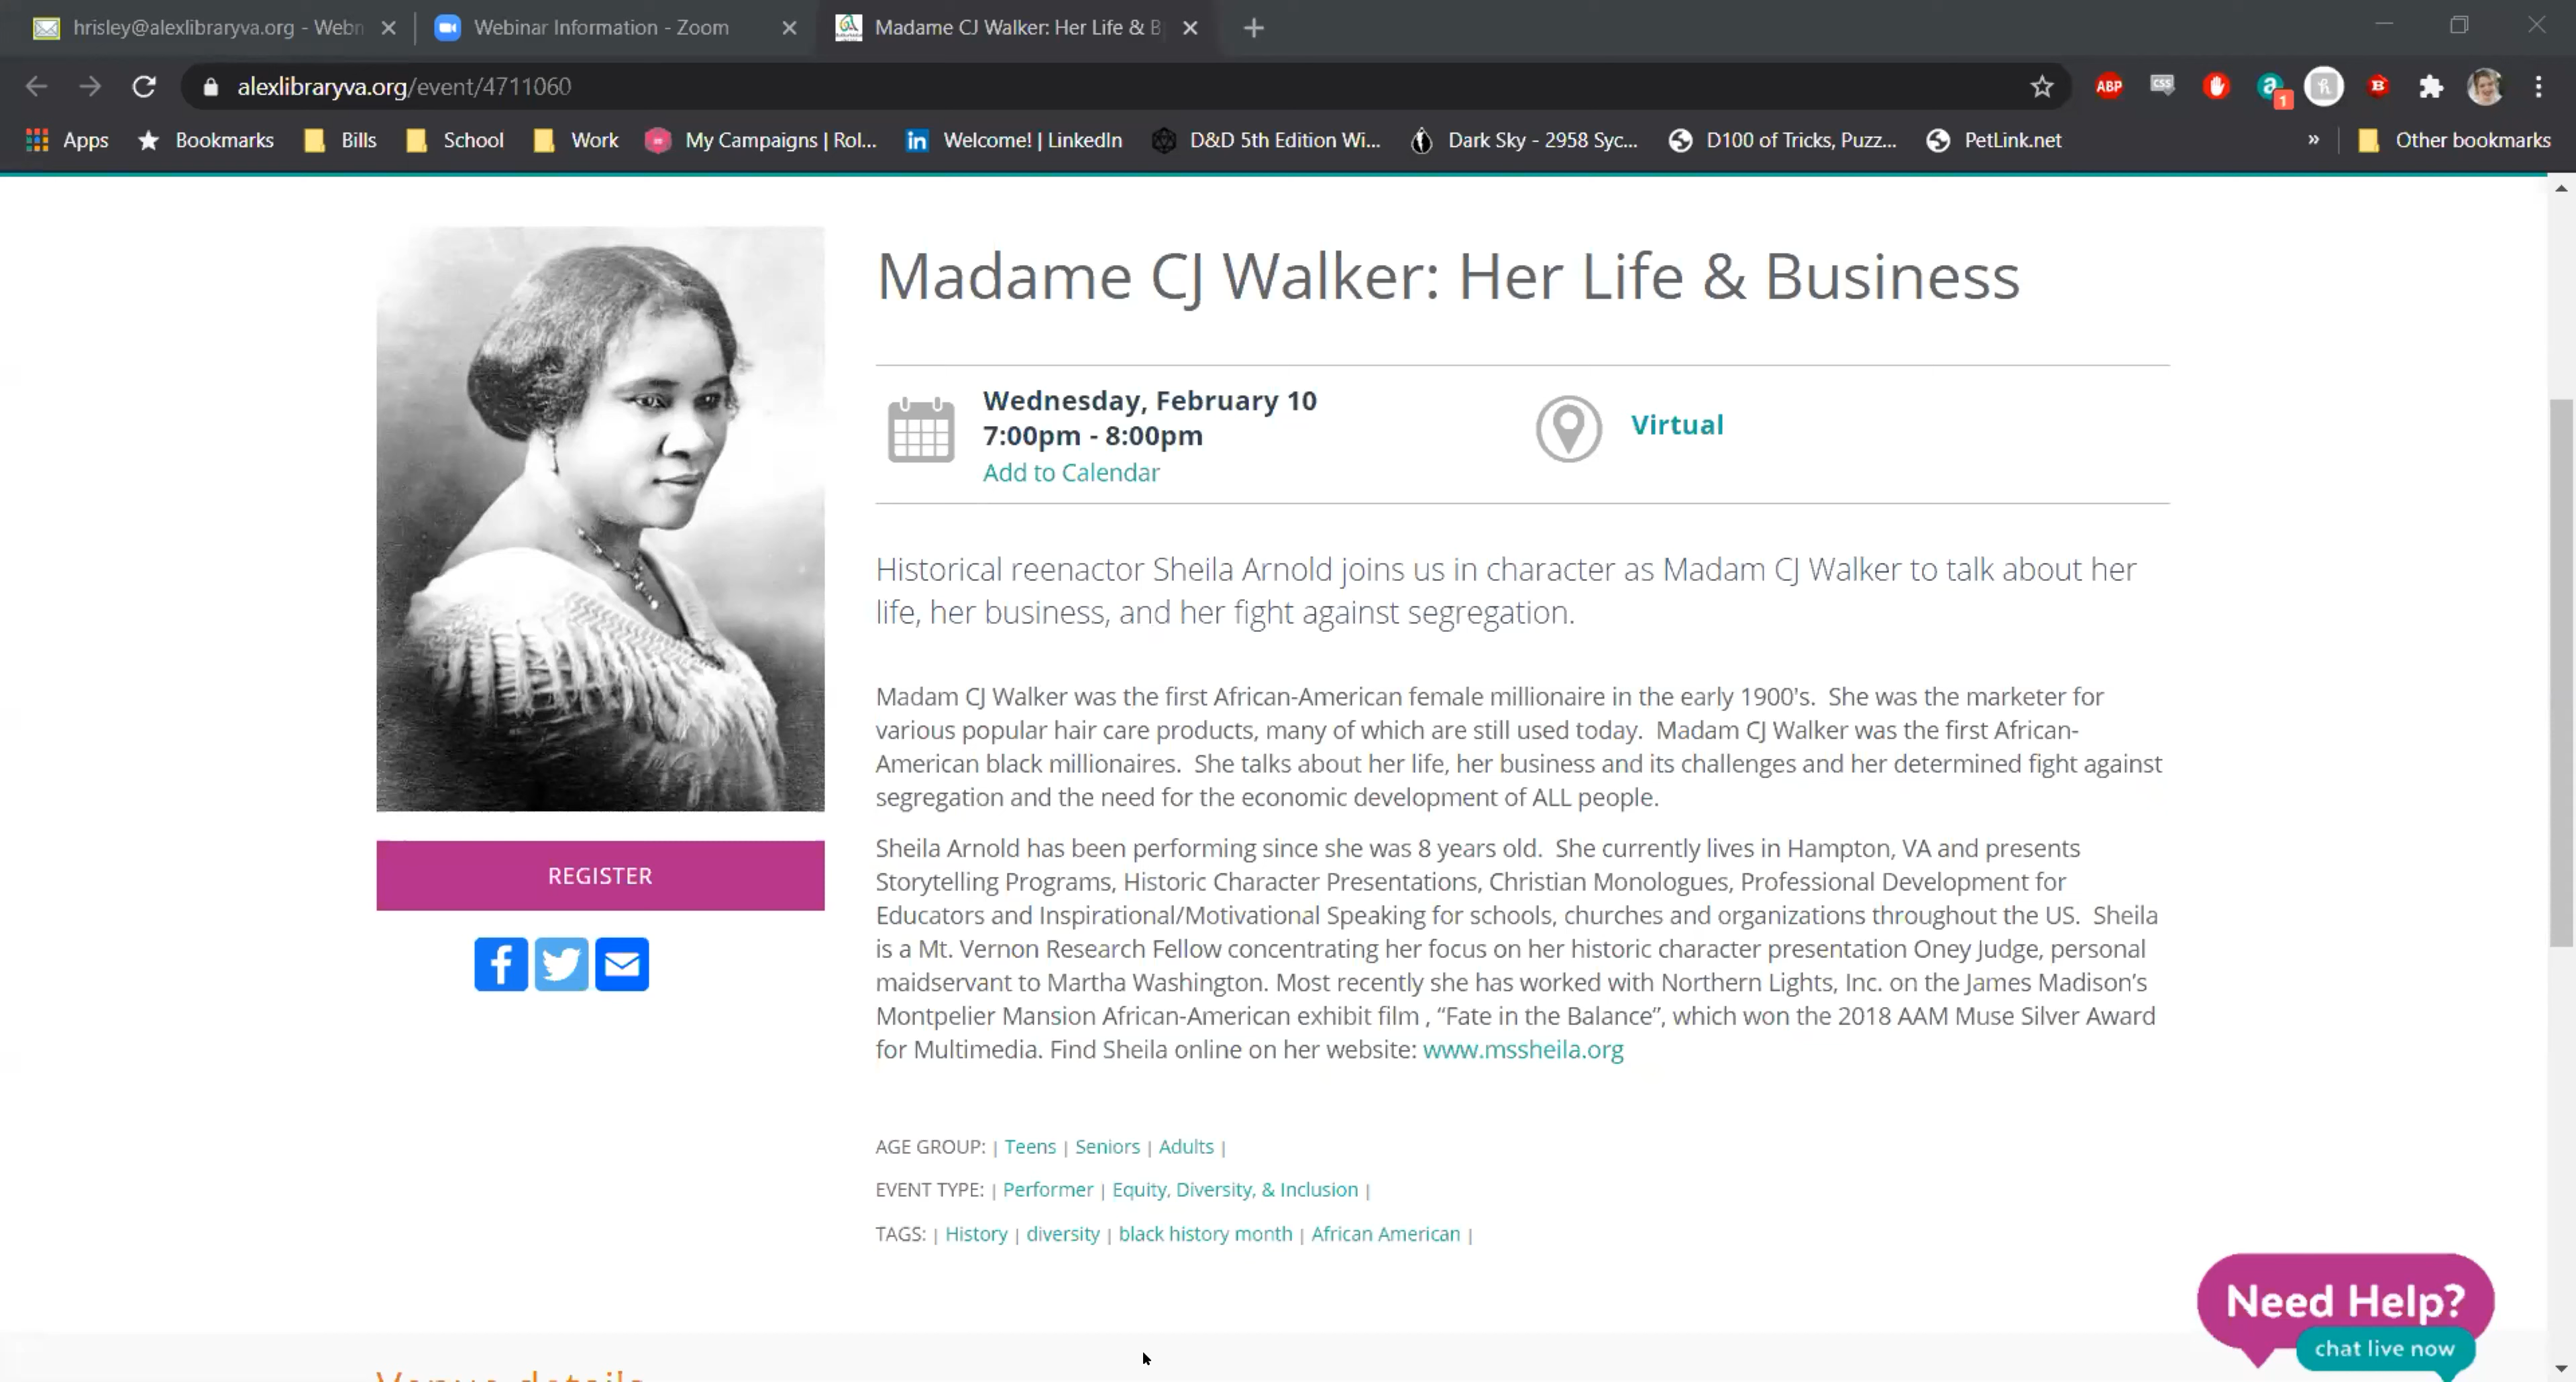 hrisley@alexlibraryva.org - Webn
Webinar Information - Zoom
Madame CJ Walker: Her Life & B
alexlibraryva.org/event/4711060
ABP
CSS
a
1
B
Apps
Bookmarks
Bills
School
Work
My Campaigns | Rol...
in
Welcome! | LinkedIn
D&D 5th Edition Wi...
Dark Sky - 2958 Syc...
D100 of Tricks, Puzz...
PetLink.net
»
Other bookmarks
Madame CJ Walker: Her Life & Business
Wednesday, February 10
7:00pm - 8:00pm
Add to Calendar
Virtual
Historical reenactor Sheila Arnold joins us in character as Madam CJ Walker to talk about her
life, her business, and her fight against segregation.
Madam CJ Walker was the first African-American female millionaire in the early 1900's.  She was the marketer for
various popular hair care products, many of which are still used today.  Madam CJ Walker was the first African-
American black millionaires.  She talks about her life, her business and its challenges and her determined fight against
segregation and the need for the economic development of ALL people.
REGISTER
Sheila Arnold has been performing since she was 8 years old.  She currently lives in Hampton, VA and presents
Storytelling Programs, Historic Character Presentations, Christian Monologues, Professional Development for
Educators and Inspirational/Motivational Speaking for schools, churches and organizations throughout the US.  Sheila
is a Mt. Vernon Research Fellow concentrating her focus on her historic character presentation Oney Judge, personal
maidservant to Martha Washington. Most recently she has worked with Northern Lights, Inc. on the James Madison's
Montpelier Mansion African-American exhibit film , “Fate in the Balance”, which won the 2018 AAM Muse Silver Award
for Multimedia. Find Sheila online on her website: www.mssheila.org
AGE GROUP: | Teens | Seniors | Adults |
EVENT TYPE: | Performer | Equity, Diversity, & Inclusion |
TAGS: | History | diversity | black history month | African American |
Need Help?
chat live now
Venue details